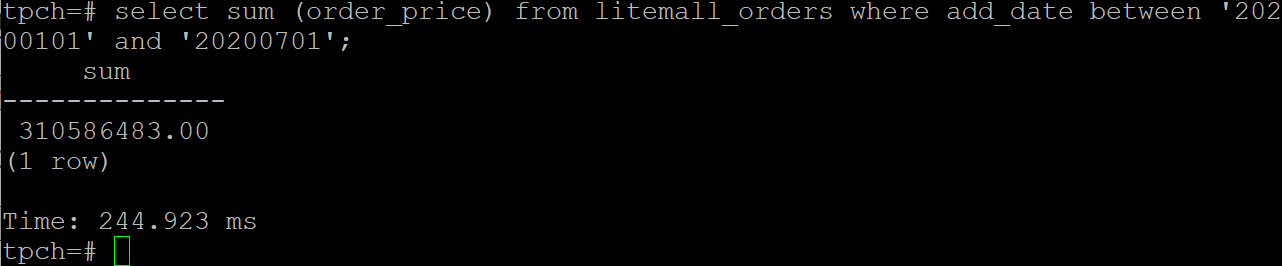 tpch=# select sum (order_price) from litemall_orders where add_date between '202
00101' and '20200701';
     sum
--------------
 310586483.00
(1 row)

Time: 244.923 ms
tpch=#